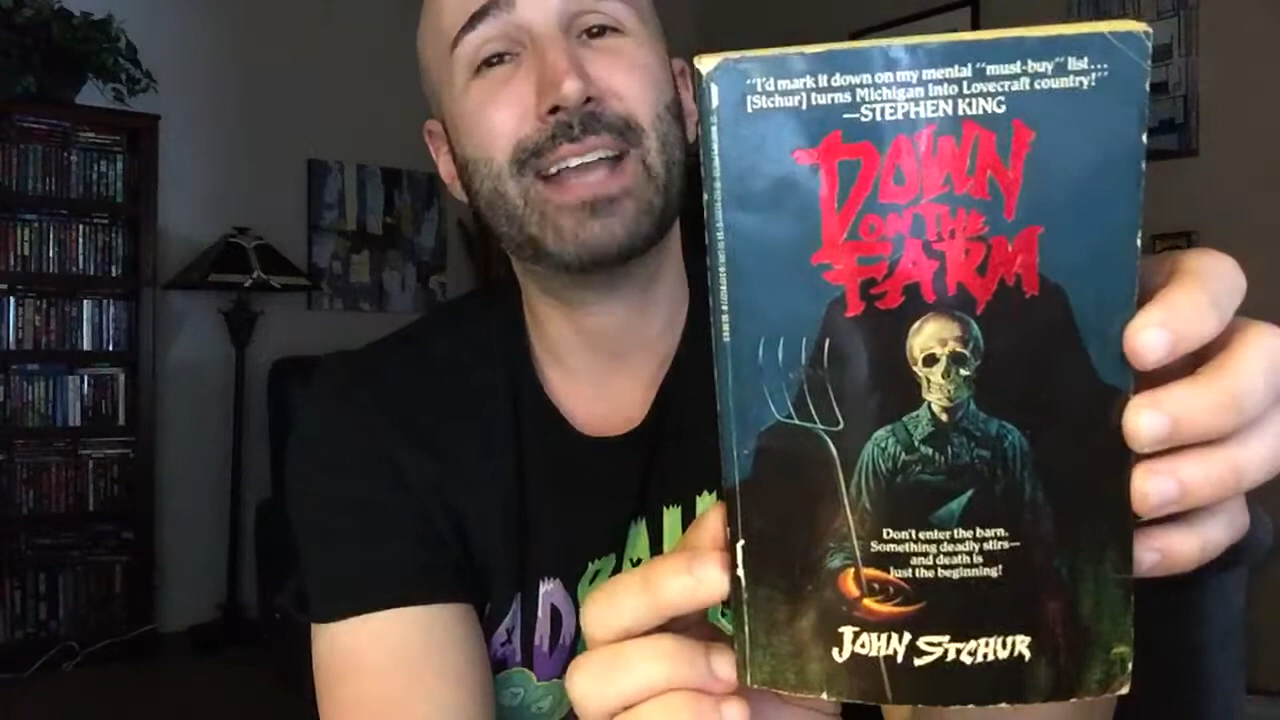 "I'd mark it down on my mental "must-buy" list...
[Stchur] turns Michigan into Lovecraft country!"
—STEPHEN KING
DOWN
ON THE
FARM
Don't enter the barn.
Something deadly stirs—
and death is
just the beginning!
JOHN STCHUR